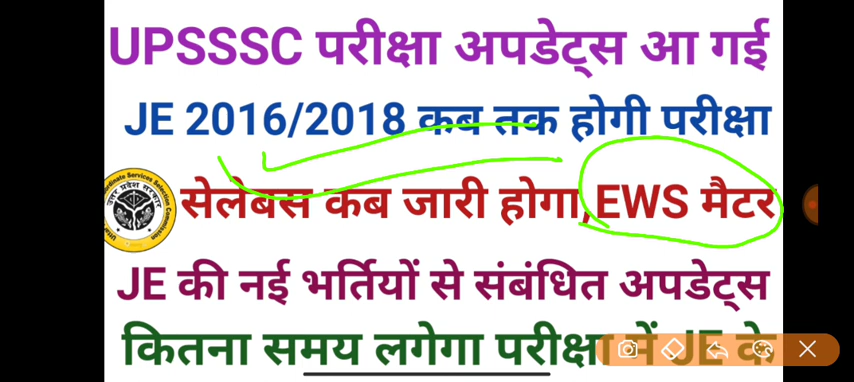 UPSSSC परीक्षा अपडेट्स आ गई
JE 2016/2018 कब तक होगी परीक्षा
सेलेबस कब जारी होगा,EWS मैटर
JE की नई भर्तियों से संबंधित अपडेट्स
कितना समय लगेगा परीक्षा में JE के